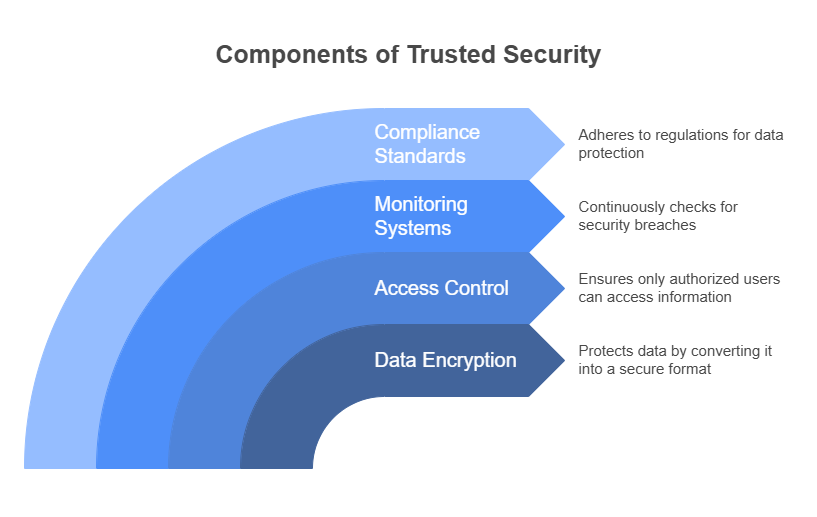 Components of Trusted Security
Compliance
Standards
Adheres to regulations for data
protection
Monitoring
Systems
Continuously checks for
security breaches
Access Control
Ensures only authorized users
can access information
Data Encryption
Protects data by converting it
into a secure format